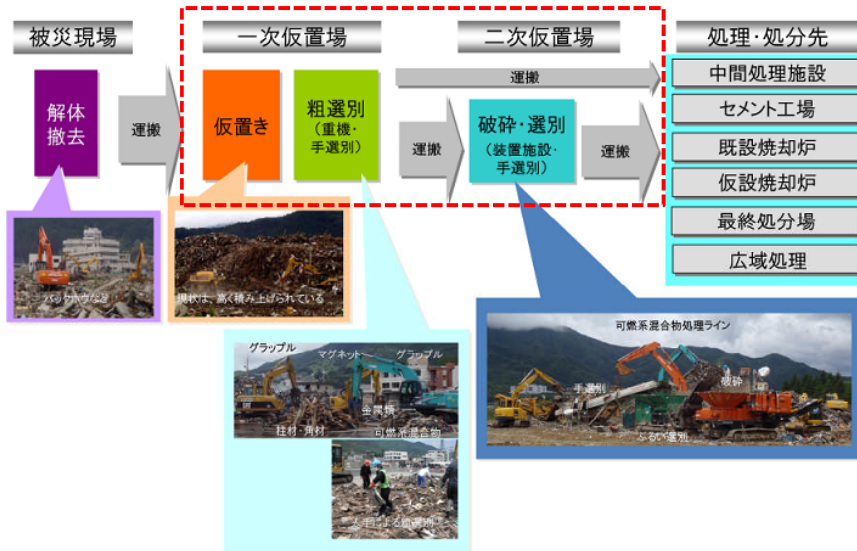 被災現場
一次仮置場
二次仮置場
処理・処分先
解体
撤去
運搬
仮置き
粗選別
(重機・
手選別)
運搬
運搬
破砕・選別
(装置施設・
手選別)
運搬
中間処理施設
セメント工場
既設焼却炉
仮設焼却炉
最終処分場
広域処理
バックホウなど
現状は、高く積み上げられている
グラップル
マグネット
グラップル
金属類
柱材・角材
可燃系混合物
人手による粗選別
可燃系混合物処理ライン
手選別
破砕
ふるい選別